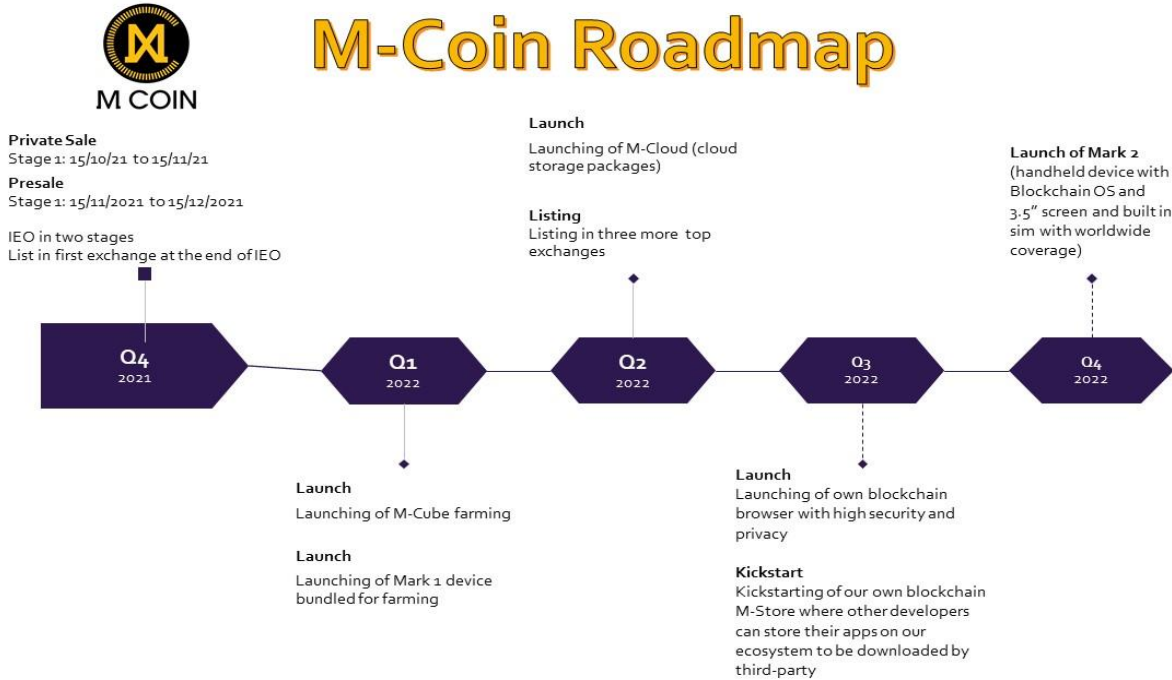 M COIN
M-Coin Roadmap
Private Sale
Stage 1: 15/10/21 to 15/11/21
Presale
Stage 1: 15/11/2021 to 15/12/2021
IEO in two stages
List in first exchange at the end of IEO
Launch
Launching of M-Cloud (cloud
storage packages)
Listing
Listing in three more top
exchanges
Launch of Mark 2
(handheld device with
Blockchain OS and
3.5” screen and built in
sim with worldwide
coverage)
Q4
2021
Q1
2022
Q2
2022
Q3
2022
Q4
2022
Launch
Launching of M-Cube farming
Launch
Launching of Mark 1 device
bundled for farming
Launch
Launching of own blockchain
browser with high security and
privacy
Kickstart
Kickstarting of our own blockchain
M-Store where other developers
can store their apps on our
ecosystem to be downloaded by
third-party